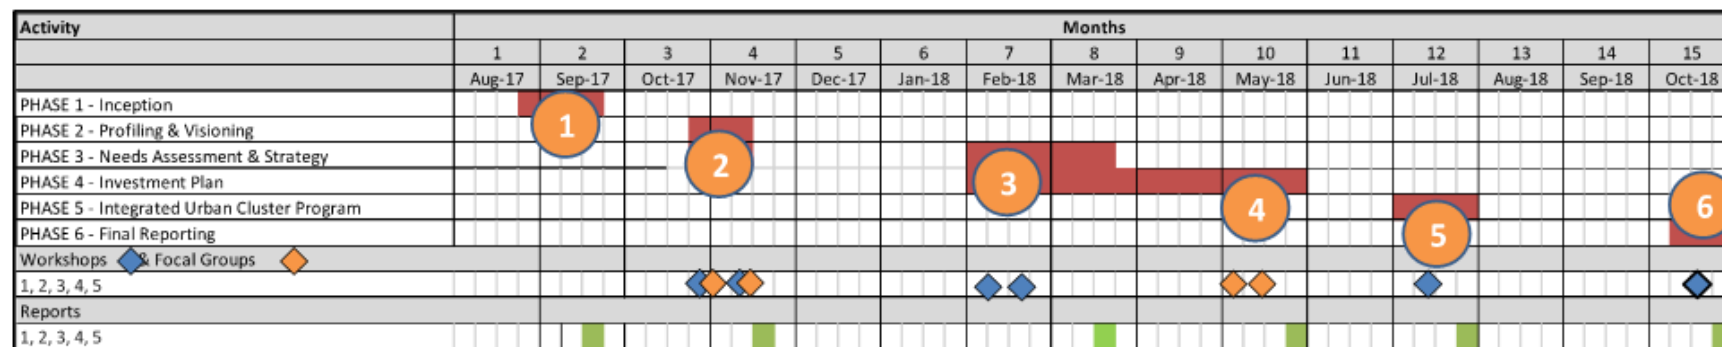 Activity Months
1 2 3 4 5 6 7 8 9 10 11 12 13 14 15
Aug-17 Sep-17 Oct-17 Nov-17 Dec-17 Jan-18 Feb-18 Mar-18 Apr-18 May-18 Jun-18 Jul-18 Aug-18 Sep-18 Oct-18
PHASE 1 - Inception
1
PHASE 2 - Profiling & Visioning
PHASE 3 - Needs Assessment & Strategy
2
PHASE 4 - Investment Plan
3
PHASE 5 - Integrated Urban Cluster Program
4 6
PHASE 6 - Final Reporting
5
Workshops & Focal Groups
1, 2, 3, 4, 5
Reports
1, 2, 3, 4, 5